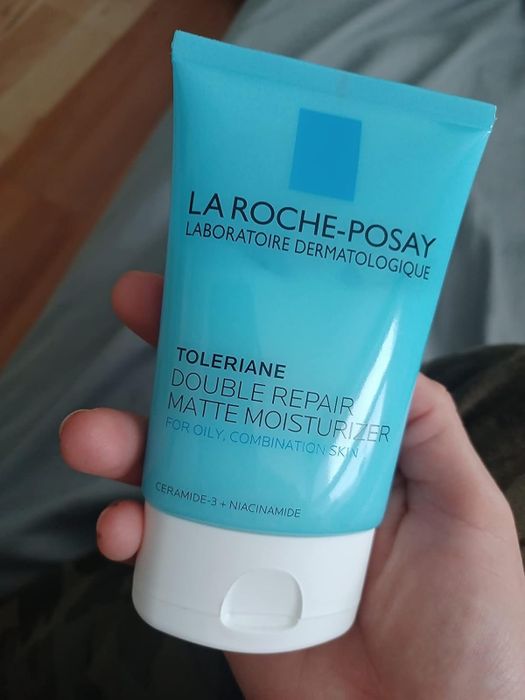 LA ROCHE-POSAY
LABORATOIRE DERMATOLOGIQUE
TOLERIANE
DOUBLE REPAIR
MATTE MOISTURIZER
FOR OILY, COMBINATION SKIN
CERAMIDE-3 + NIACINAMIDE